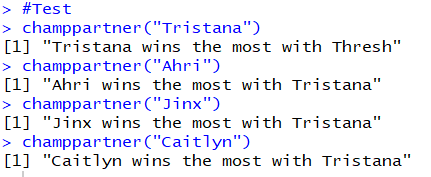 > #Test
> champpartner("Tristana")
[1] "Tristana wins the most with Thresh"
> champpartner("Ahri")
[1] "Ahri wins the most with Tristana"
> champpartner("Jinx")
[1] "Jinx wins the most with Tristana"
> champpartner("Caitlyn")
[1] "Caitlyn wins the most with Tristana"